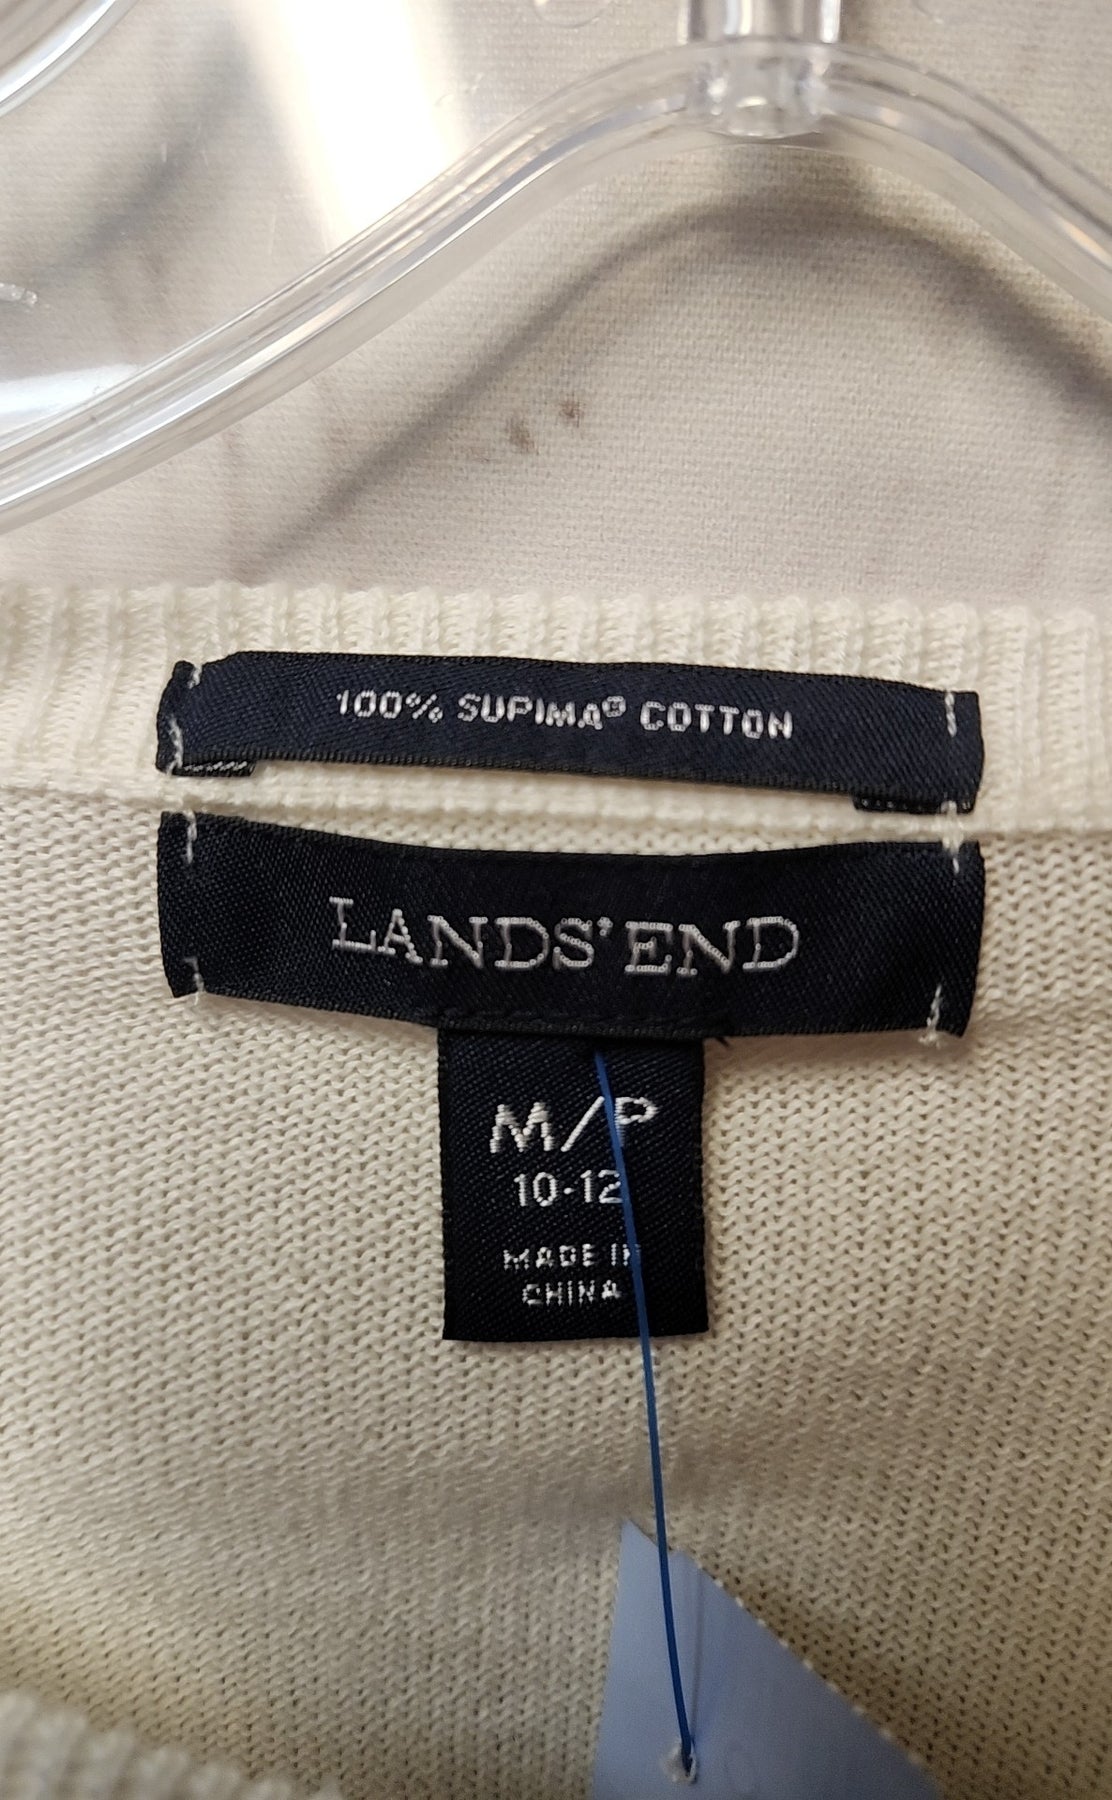 100% SUPIMA® COTTON
LANDS' END
M/P
10-12
MADE IN
CHINA